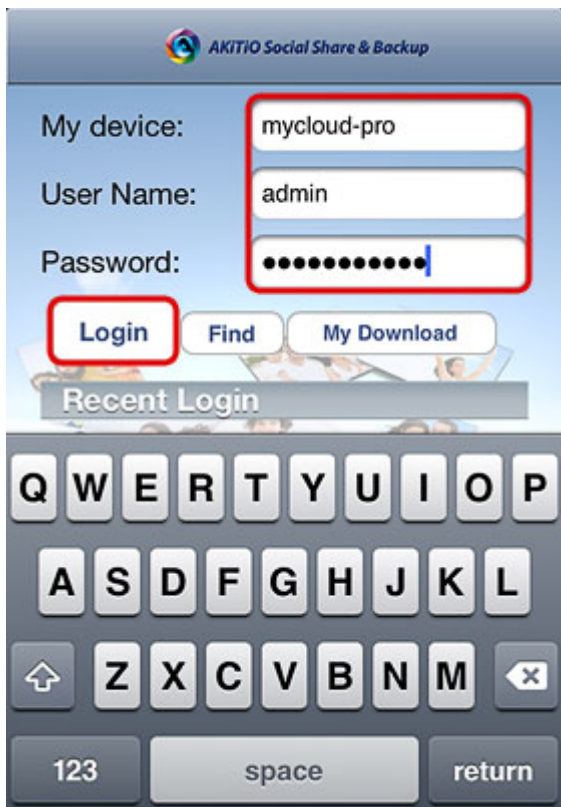 AKiTiO Social Share & Backup
My device: mycloud-pro
User Name: admin
Password: ●●●●●●●●●●●
Login Find My Download
Recent Login
Q W E R T Y U I O P
A S D F G H J K L
Z X C V B N M
123 space return